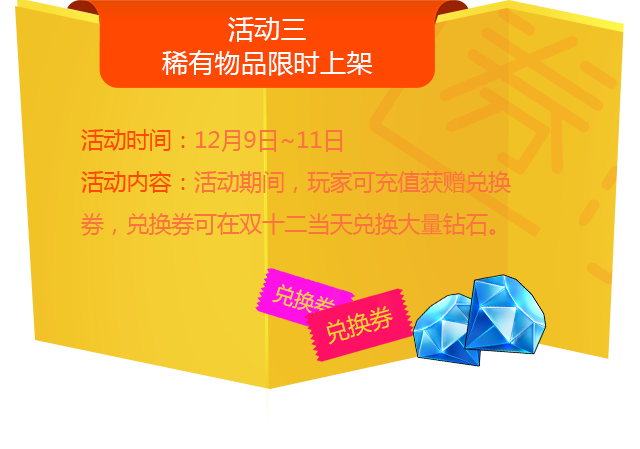 活动三
稀有物品限时上架
活动时间：12月9日~11日
活动内容：活动期间，玩家可充值获赠兑换
券，兑换券可在双十二当天兑换大量钻石。
兑换券
兑换券
券